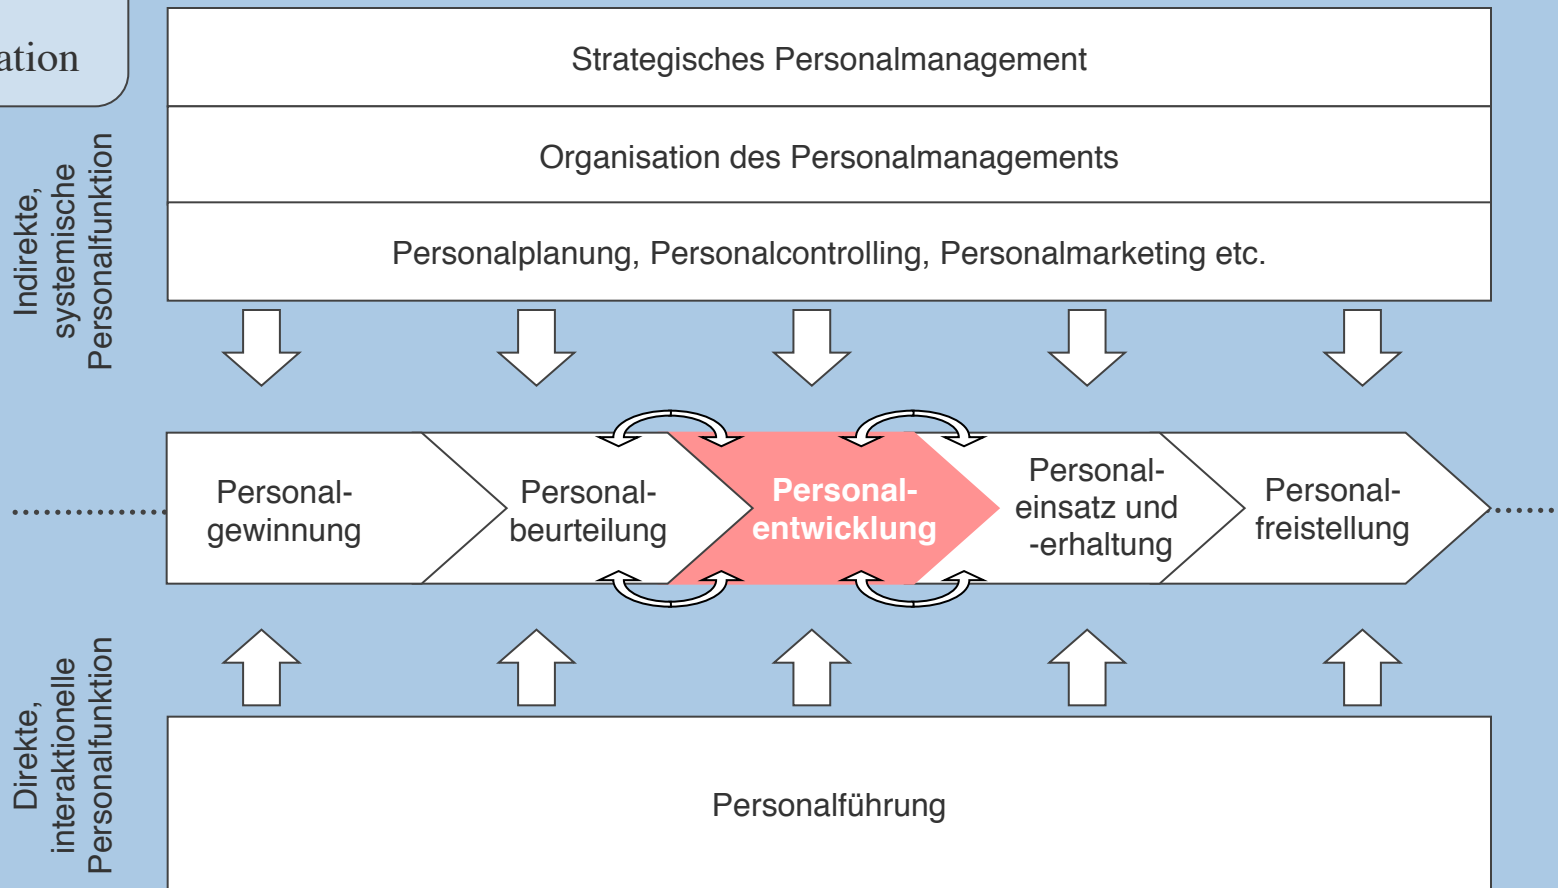 ation
Strategisches Personalmanagement
Organisation des Personalmanagements
Personalplanung, Personalcontrolling, Personalmarketing etc.
Indirekte,
systemische
Personalfunktion
Personal-
gewinnung
Personal-
beurteilung
Personal-
entwicklung
Personal-
einsatz und
-erhaltung
Personal-
freistellung
Direkte,
interaktionelle
Personalfunktion
Personalführung